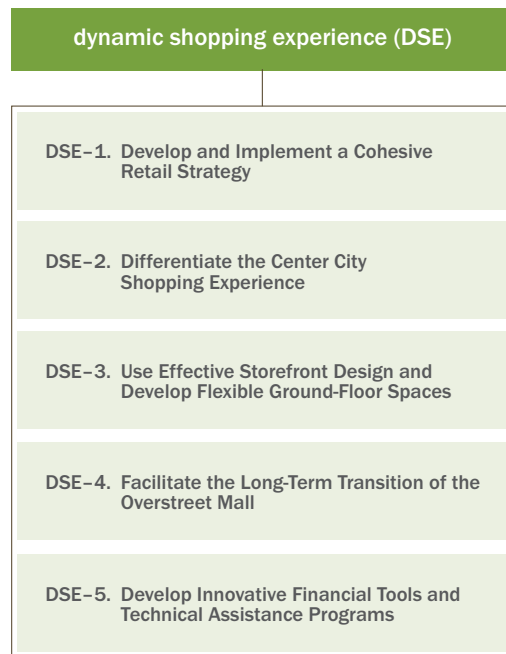 dynamic shopping experience (DSE)
DSE–1. Develop and Implement a Cohesive
Retail Strategy
DSE–2. Differentiate the Center City
Shopping Experience
DSE–3. Use Effective Storefront Design and
Develop Flexible Ground-Floor Spaces
DSE–4. Facilitate the Long-Term Transition of the
Overstreet Mall
DSE–5. Develop Innovative Financial Tools and
Technical Assistance Programs